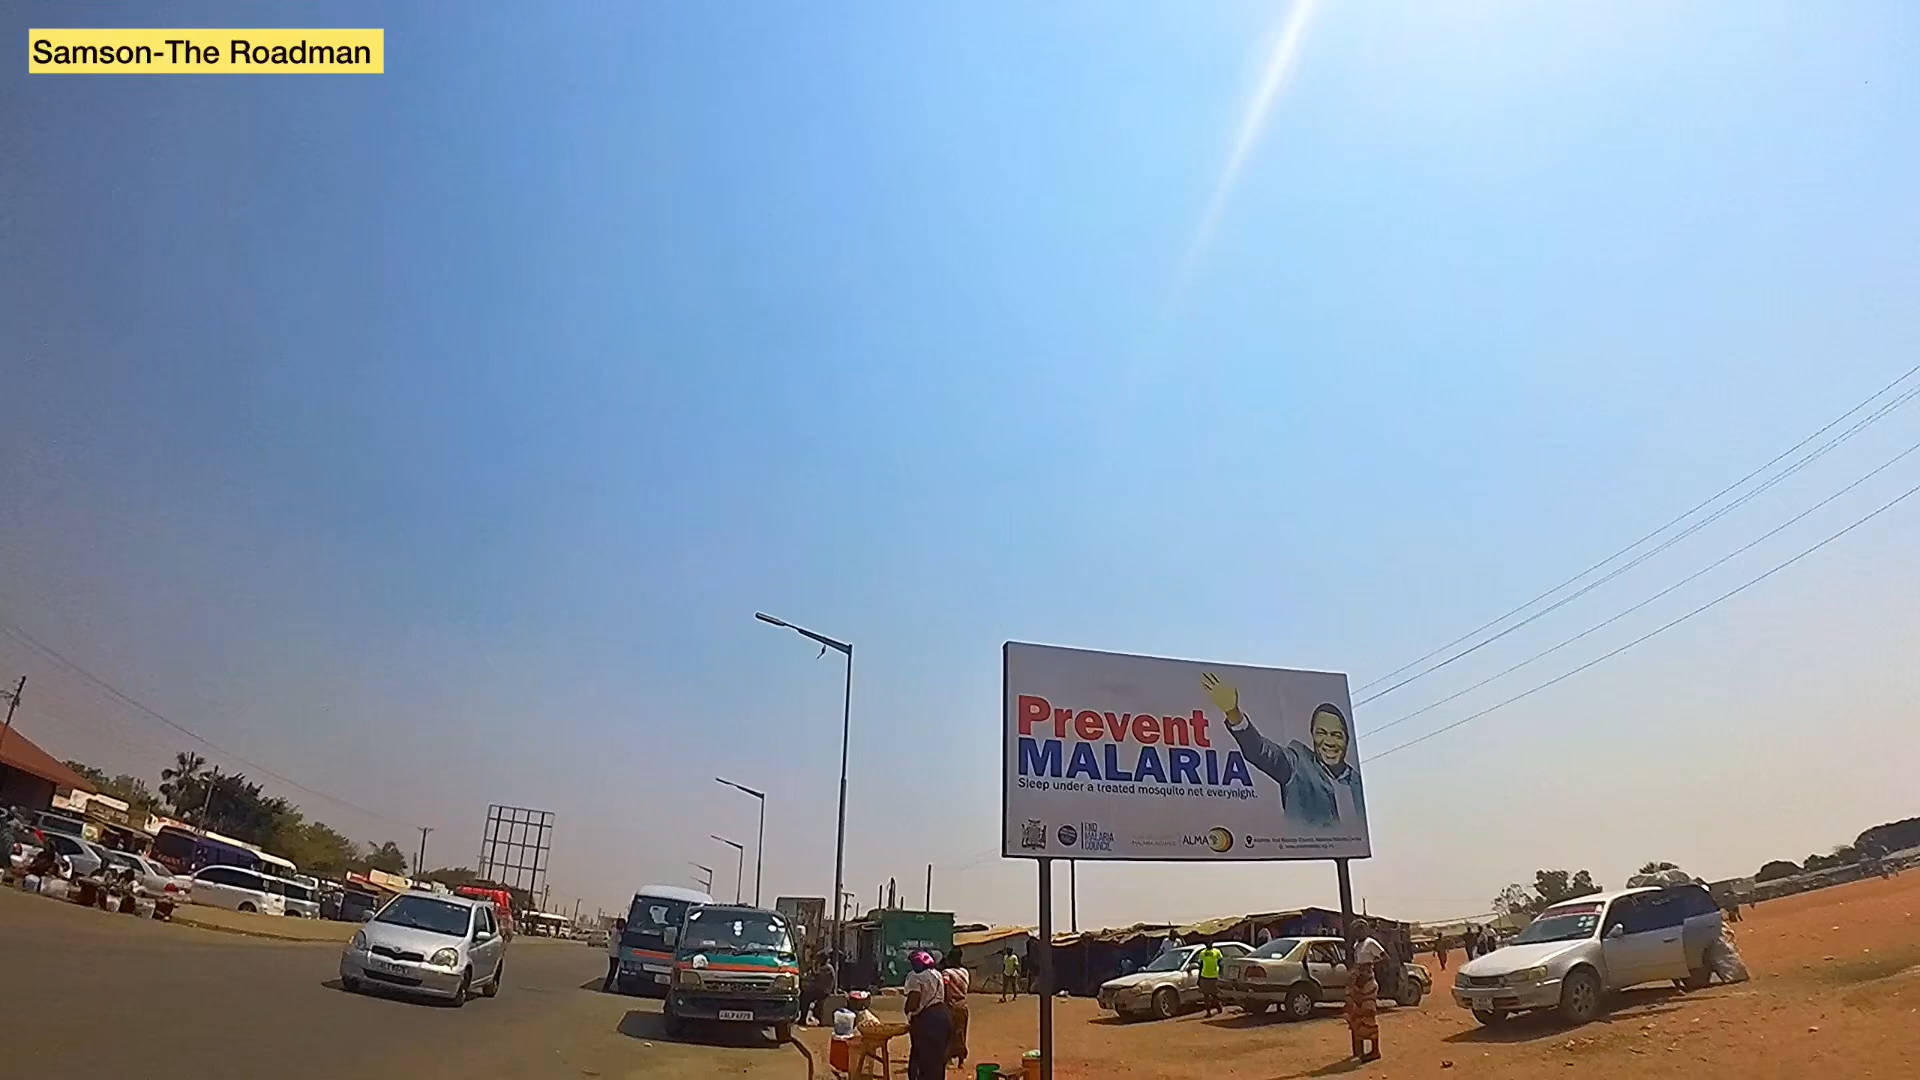 Samson-The Roadman
Prevent
MALARIA
Sleep under a treated mosquito net everynight.
END
MALARIA
COUNCIL
ALMA